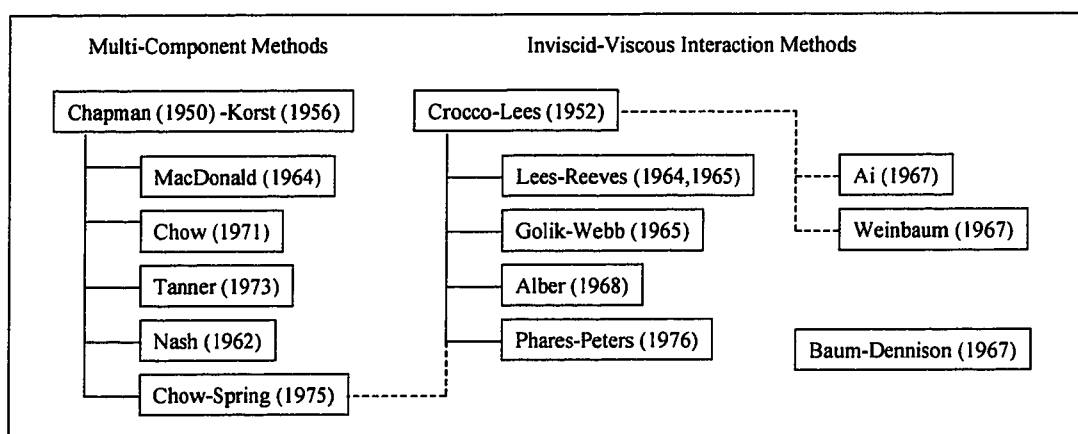 Multi-Component Methods
Chapman (1950) -Korst (1956)
MacDonald (1964)
Chow (1971)
Tanner (1973)
Nash (1962)
Chow-Spring (1975)
Inviscid-Viscous Interaction Methods
Crocco-Lees (1952)
Lees-Reeves (1964,1965)
Golik-Webb (1965)
Alber (1968)
Phares-Peters (1976)
Ai (1967)
Weinbaum (1967)
Baum-Dennison (1967)